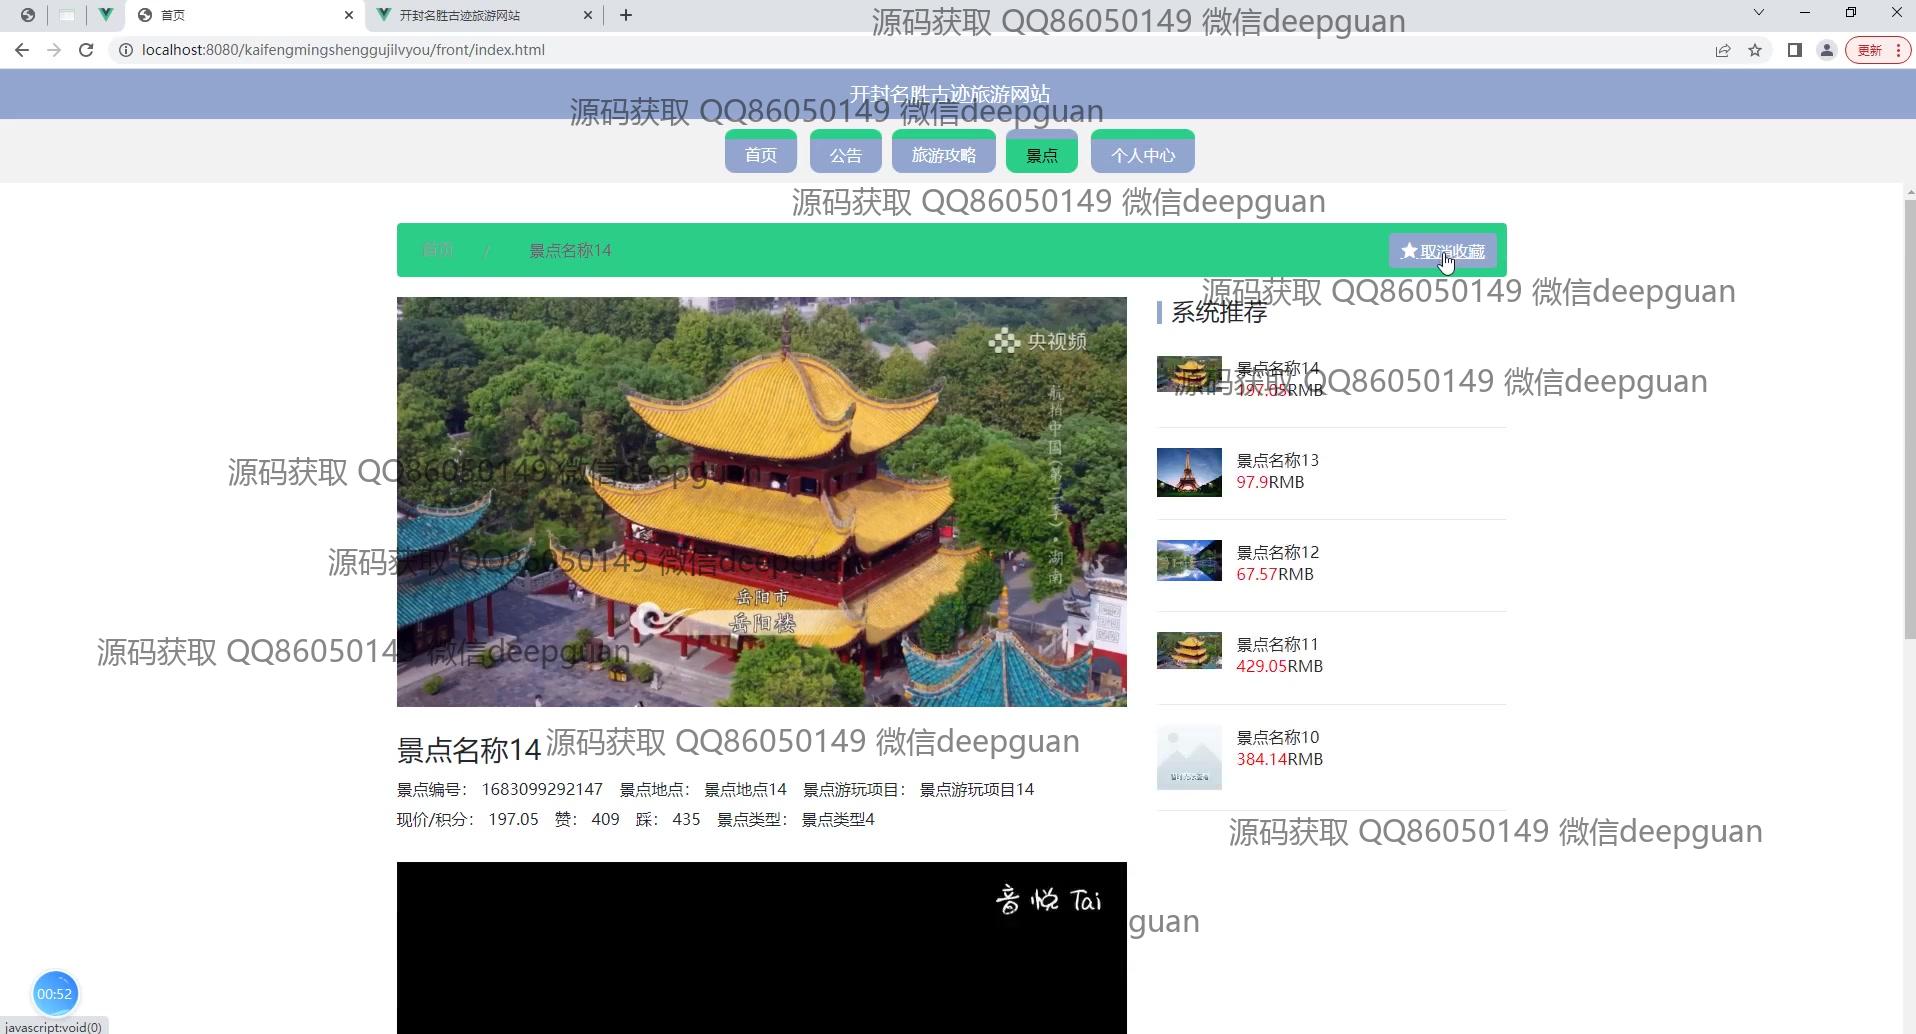 首页
开封名胜古迹旅游网站
源码获取 QQ86050149 微信deepguan
localhost:8080/kaifengmingshenggujilvyou/front/index.html
更新
开封名胜古迹旅游网站
源码获取 QQ86050149 微信deepguan
首页 公告 旅游攻略 景点 个人中心
源码获取 QQ86050149 微信deepguan
首页 / 景点名称14
取消收藏
源码获取 QQ86050149 微信deepguan
系统推荐
央视频
航拍中国(第三季)·湖南
景点名称14
197.05RMB
源码获取 QQ86050149 微信deepguan
景点名称13
97.9RMB
源码获取 QQ86050149 微信deepguan
景点名称12
67.57RMB
源码获取 QQ86050149 微信deepguan
岳阳市
岳阳楼
景点名称11
429.05RMB
源码获取 QQ86050149 微信deepguan
景点名称10
384.14RMB
景点名称14
源码获取 QQ86050149 微信deepguan
景点编号： 1683099292147 景点地点： 景点地点14 景点游玩项目： 景点游玩项目14
现价/积分： 197.05 赞： 409 踩： 435 景点类型： 景点类型4
源码获取 QQ86050149 微信deepguan
音悦Tai
guan
00:52
javascript:void(0)